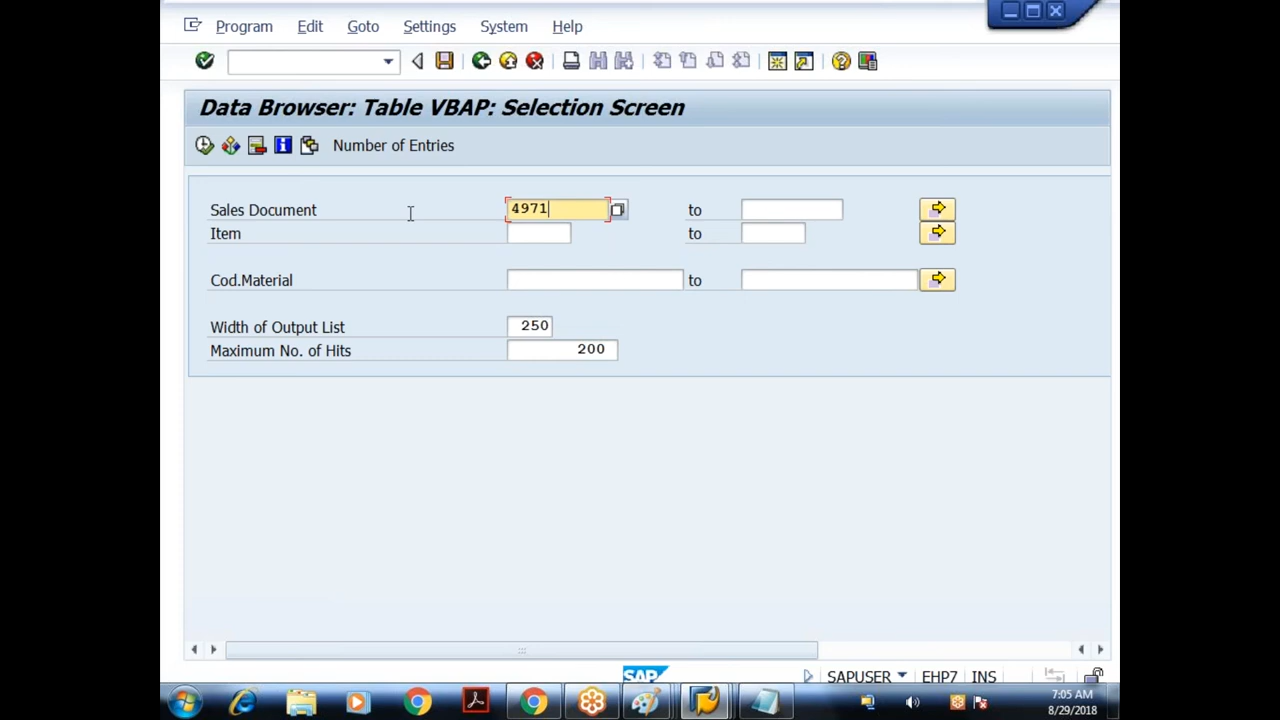 Program Edit Goto Settings System Help
Data Browser: Table VBAP: Selection Screen
Number of Entries
Sales Document 4971 to
Item to
Cod.Material to
Width of Output List 250
Maximum No. of Hits 200
SAP SAPUSER EHP7 INS
7:05 AM
8/29/2018